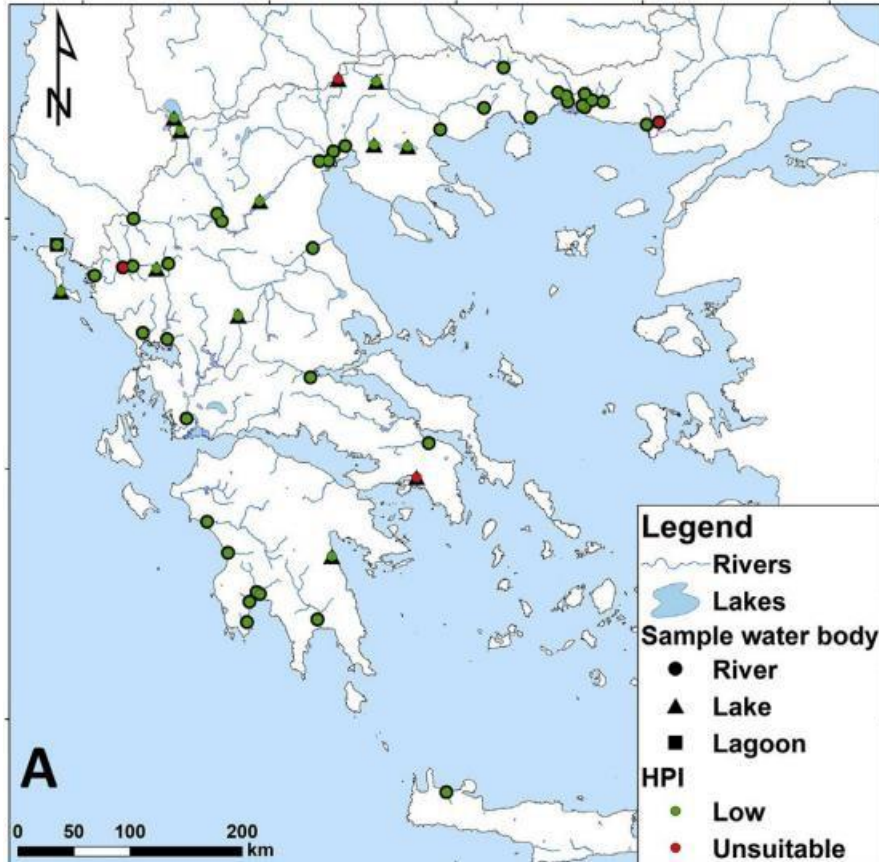 N
Legend
Rivers
Lakes
Sample water body
River
Lake
Lagoon
HPI
Low
Unsuitable
A
0 50 100 200
km